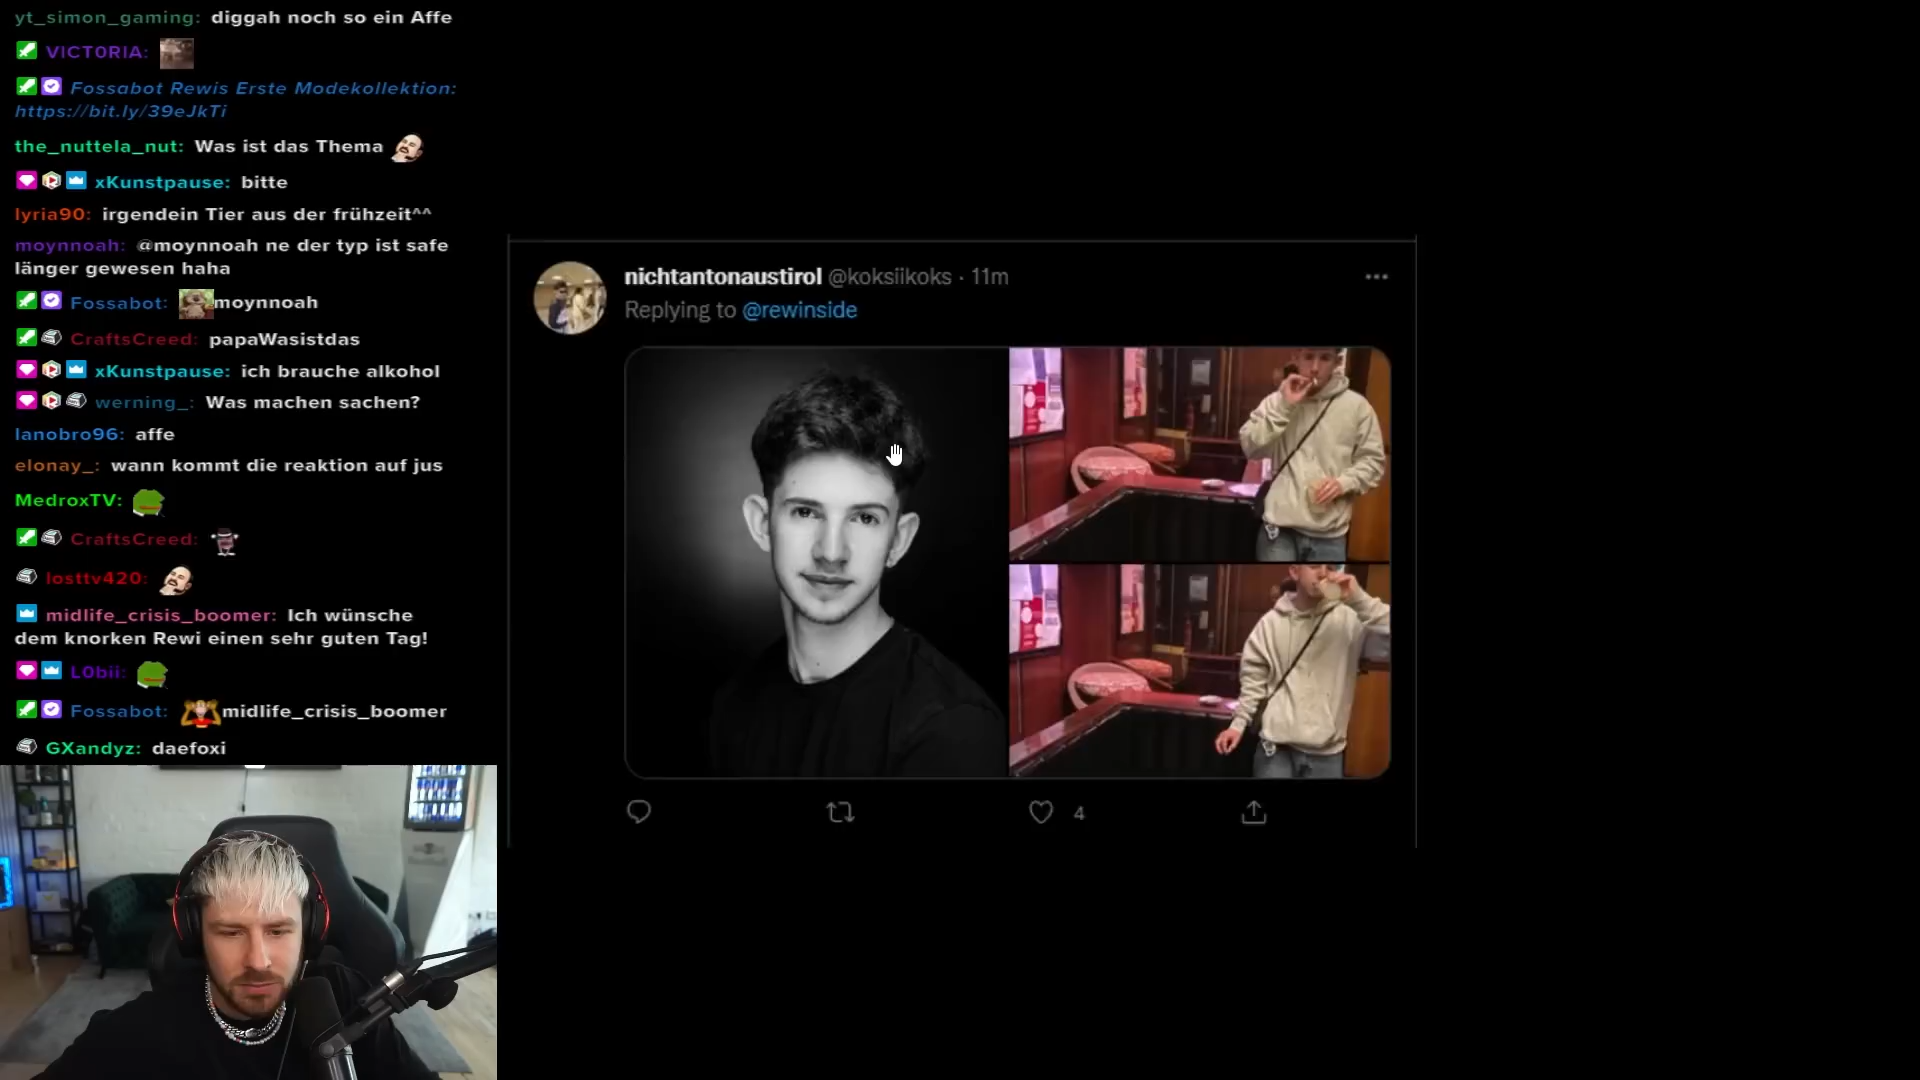 yt_simon_gaming: diggah noch so ein Affe
VICT0RIA:
Fossabot Rewis Erste Modekollektion:
https://bit.ly/39eJkTi
the_nuttela_nut: Was ist das Thema
xKunstpause: bitte
lyria90: irgendein Tier aus der frühzeit^^
moynnoah: @moynnoah ne der typ ist safe
länger gewesen haha
Fossabot: moynnoah
CraftsCreed: papaWasistdas
xKunstpause: ich brauche alkohol
werning_: Was machen sachen?
lanobro96: affe
elonay_: wann kommt die reaktion auf jus
MedroxTV:
CraftsCreed:
losttv420:
midlife_crisis_boomer: Ich wünsche
dem knorken Rewi einen sehr guten Tag!
L0bii:
Fossabot: midlife_crisis_boomer
GXandyz: daefoxi
nichtantonaustirol @koksiikoks · 11m
Replying to @rewinside
4